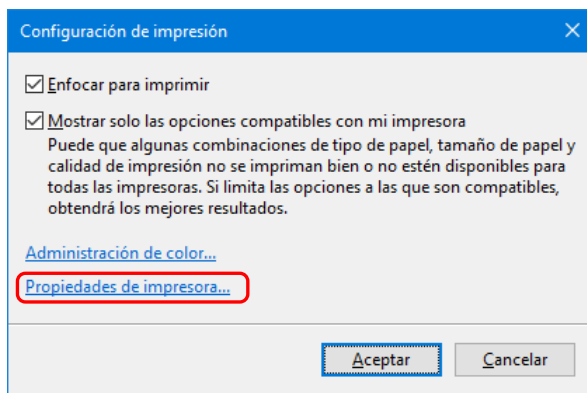 Configuración de impresión
Enfocar para imprimir
Mostrar solo las opciones compatibles con mi impresora
Puede que algunas combinaciones de tipo de papel, tamaño de papel y
calidad de impresión no se impriman bien o no estén disponibles para
todas las impresoras. Si limita las opciones a las que son compatibles,
obtendrá los mejores resultados.
Administración de color...
Propiedades de impresora...
Aceptar Cancelar